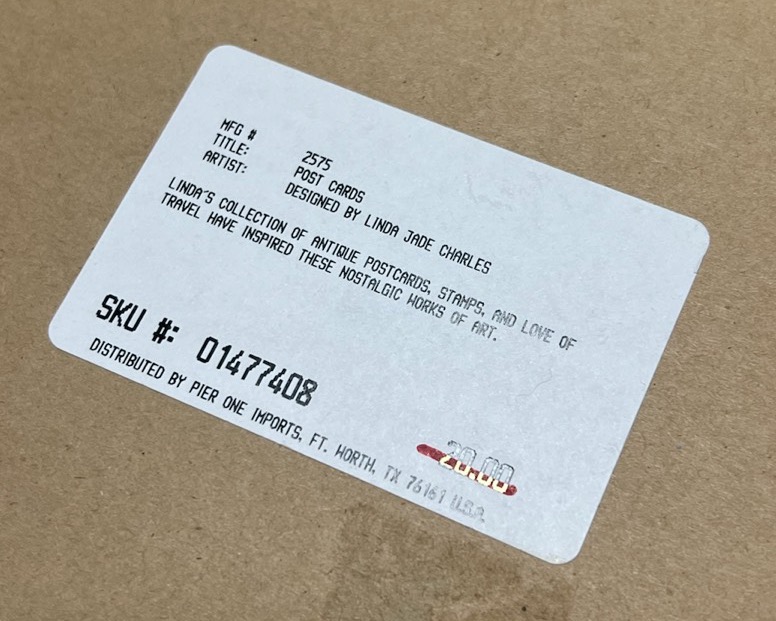 MFG # 2575
TITLE: POST CARDS
ARTIST: DESIGNED BY LINDA JADE CHARLES
LINDA'S COLLECTION OF ANTIQUE POSTCARDS, STAMPS, AND LOVE OF
TRAVEL HAVE INSPIRED THESE NOSTALGIC WORKS OF ART.
SKU #: 01477408
20.00
DISTRIBUTED BY PIER ONE IMPORTS, FT. WORTH, TX 76161 U.S.A.